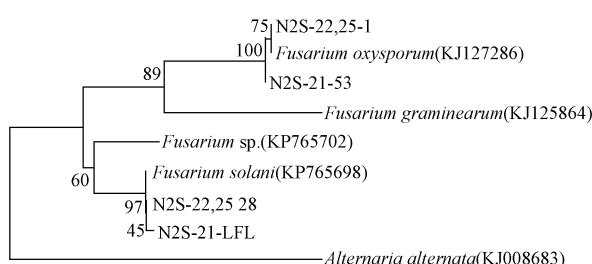 75 N2S-22,25-1
100 Fusarium oxysporum(KJ127286)
N2S-21-53
89
Fusarium graminearum(KJ125864)
Fusarium sp.(KP765702)
Fusarium solani(KP765698)
60
97 N2S-22,25 28
45 N2S-21-LFL
Alternaria alternata(KJ008683)